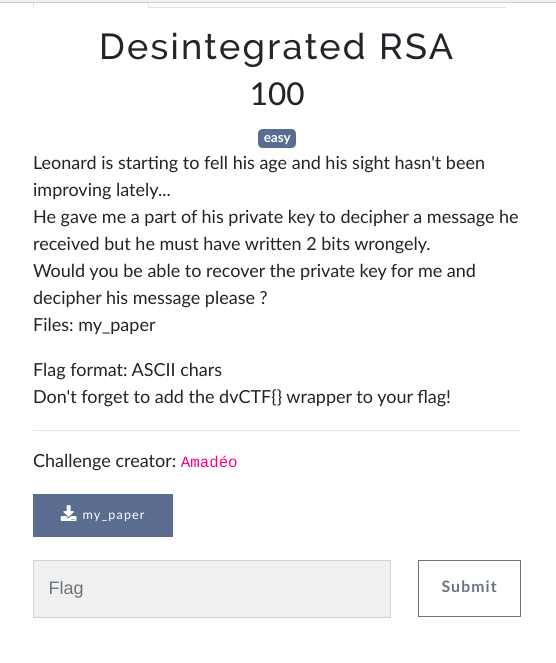 Desintegrated RSA
100
easy
Leonard is starting to fell his age and his sight hasn't been
improving lately...
He gave me a part of his private key to decipher a message he
received but he must have written 2 bits wrongely.
Would you be able to recover the private key for me and
decipher his message please ?
Files: my_paper
Flag format: ASCII chars
Don't forget to add the dvCTF{} wrapper to your flag!
Challenge creator: Amadéo
my_paper
Flag
Submit